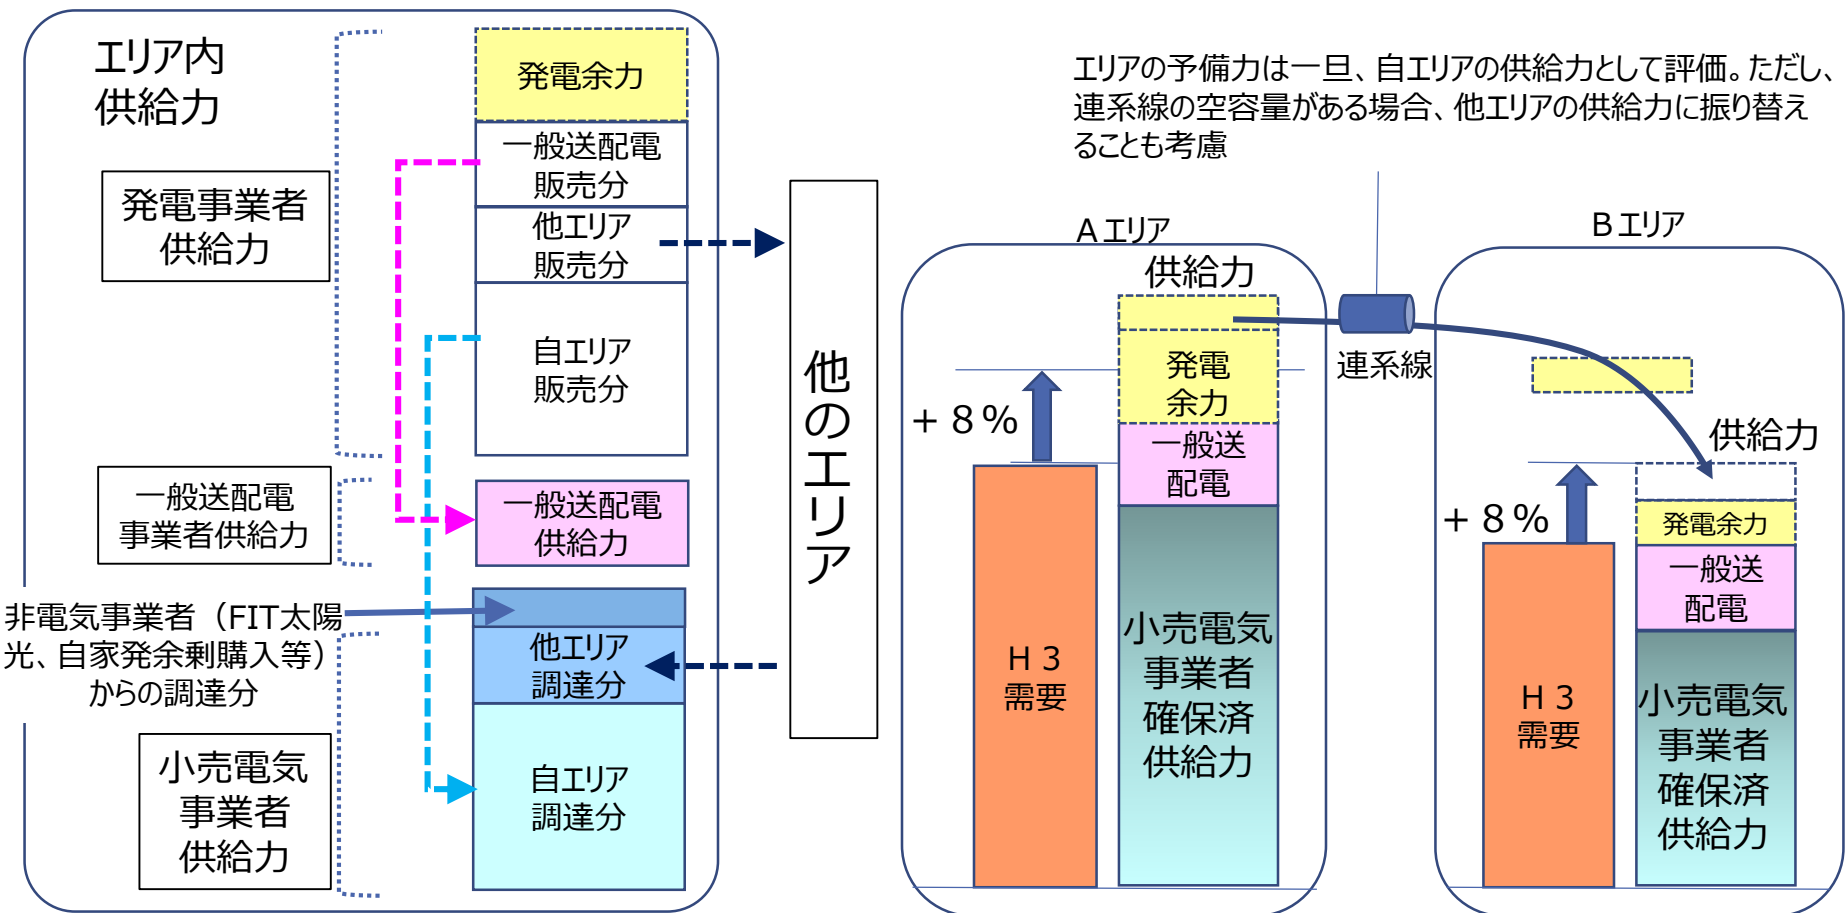 エリア内
供給力
発電事業者
供給力
一般送配電
事業者供給力
非電気事業者（FIT太陽
光、自家発余剰購入等）
からの調達分
小売電気
事業者
供給力
発電余力
一般送配電
販売分
他エリア
販売分
自エリア
販売分
一般送配電
供給力
他エリア
調達分
自エリア
調達分
他のエリア
エリアの予備力は一旦、自エリアの供給力として評価。ただし、
連系線の空容量がある場合、他エリアの供給力に振り替え
ることも考慮
Aエリア
供給力
発電
余力
+8%
一般送
配電
H3
需要
小売電気
事業者
確保済
供給力
連系線
Bエリア
供給力
+8%
発電余力
一般送
配電
H3
需要
小売電気
事業者
確保済
供給力